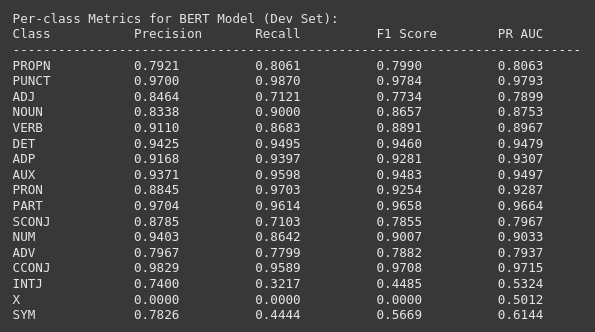 Per-class Metrics for BERT Model (Dev Set):
Class Precision Recall F1 Score PR AUC
---------------------------------------------------------------------------
PROPN 0.7921 0.8061 0.7990 0.8063
PUNCT 0.9700 0.9870 0.9784 0.9793
ADJ 0.8464 0.7121 0.7734 0.7899
NOUN 0.8338 0.9000 0.8657 0.8753
VERB 0.9110 0.8683 0.8891 0.8967
DET 0.9425 0.9495 0.9460 0.9479
ADP 0.9168 0.9397 0.9281 0.9307
AUX 0.9371 0.9598 0.9483 0.9497
PRON 0.8845 0.9703 0.9254 0.9287
PART 0.9704 0.9614 0.9658 0.9664
SCONJ 0.8785 0.7103 0.7855 0.7967
NUM 0.9403 0.8642 0.9007 0.9033
ADV 0.7967 0.7799 0.7882 0.7937
CCONJ 0.9829 0.9589 0.9708 0.9715
INTJ 0.7400 0.3217 0.4485 0.5324
X 0.0000 0.0000 0.0000 0.5012
SYM 0.7826 0.4444 0.5669 0.6144